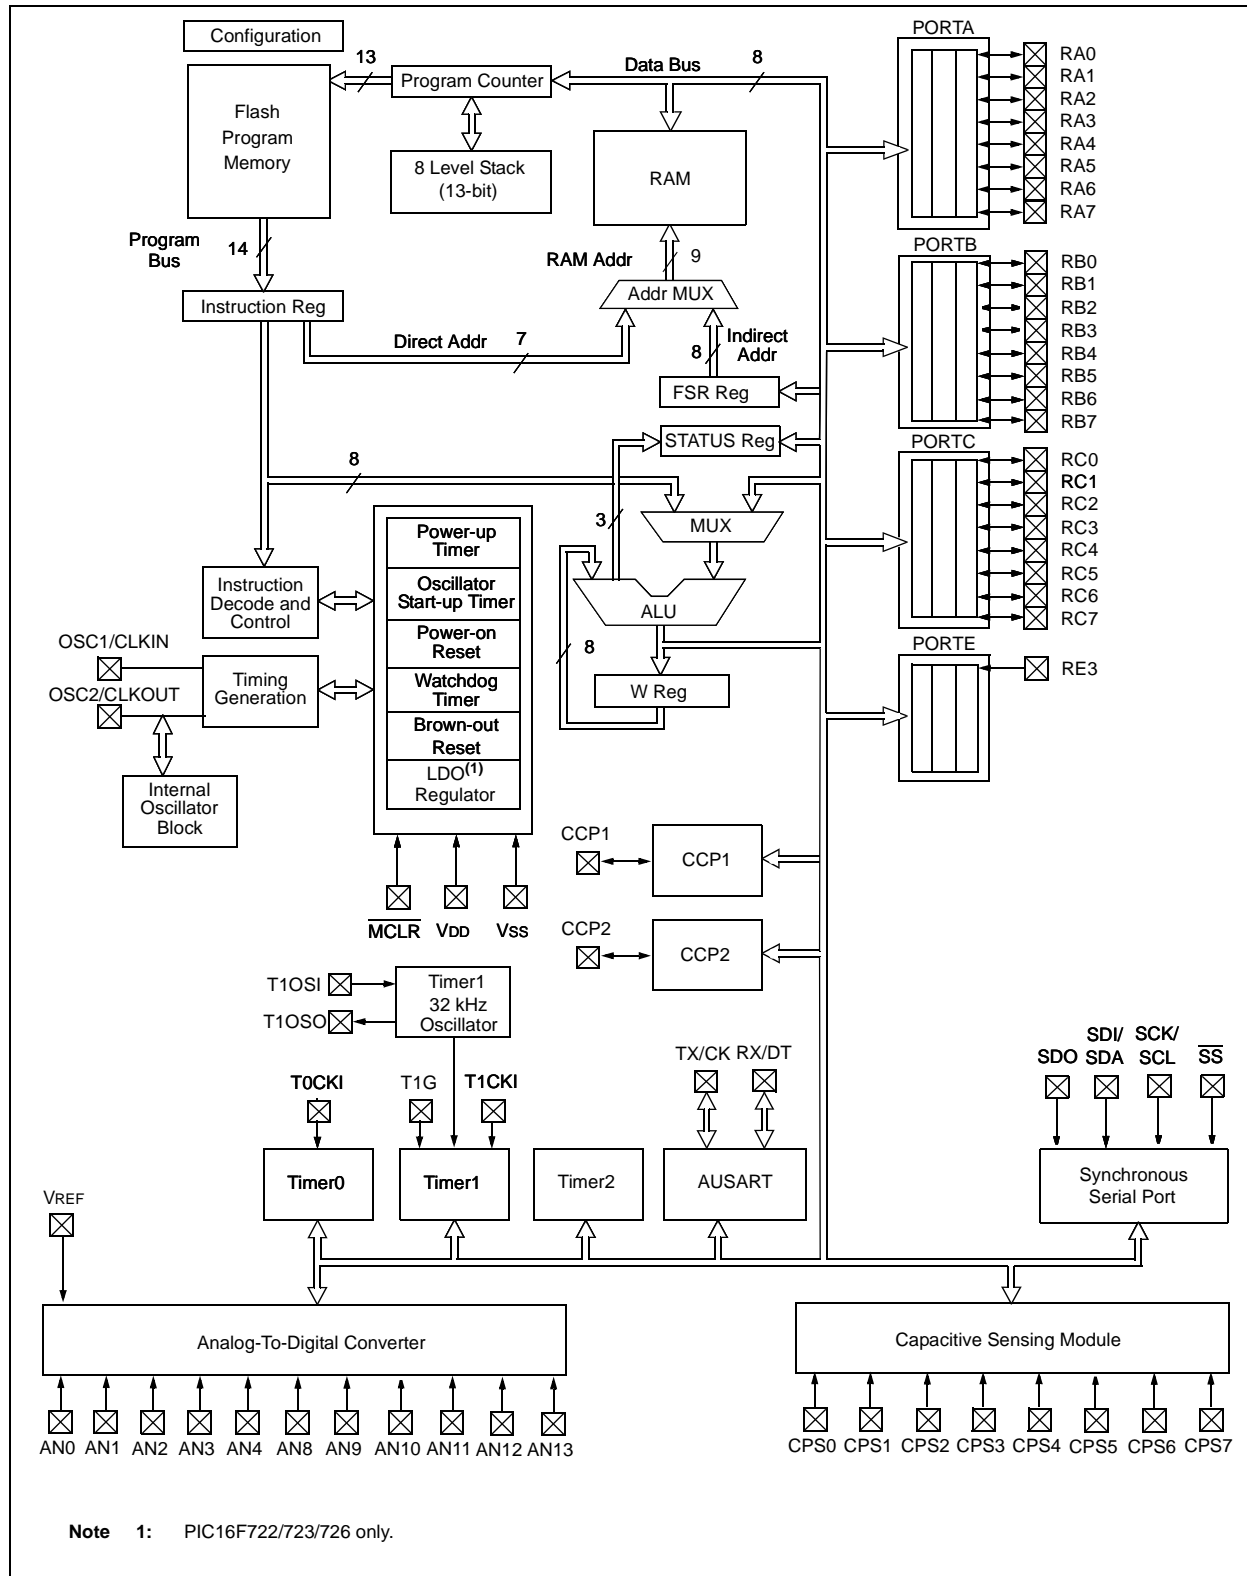 Configuration
PORTA
13
Data Bus
8
Program Counter
Flash
Program
Memory
8 Level Stack
(13-bit)
RAM
RA0
RA1
RA2
RA3
RA4
RA5
RA6
RA7
Program
Bus
14
RAM Addr
9
PORTB
Instruction Reg
Addr MUX
Direct Addr
7
8
Indirect
Addr
FSR Reg
RB0
RB1
RB2
RB3
RB4
RB5
RB6
RB7
STATUS Reg
PORTC
8
3
MUX
RC0
RC1
RC2
RC3
RC4
RC5
RC6
RC7
Power-up
Timer
Oscillator
Start-up Timer
Power-on
Reset
Watchdog
Timer
Brown-out
Reset
LDO(1)
Regulator
Instruction
Decode and
Control
ALU
8
W Reg
PORTE
RE3
OSC1/CLKIN
OSC2/CLKOUT
Timing
Generation
Internal
Oscillator
Block
MCLR
VDD
VSS
CCP1
CCP1
CCP2
CCP2
T1OSI
T1OSO
Timer1
32 kHz
Oscillator
TX/CK
RX/DT
SDO
SDI/
SDA
SCK/
SCL
SS
T0CKI
T1G
T1CKI
Timer0
Timer1
Timer2
AUSART
Synchronous
Serial Port
VREF
Analog-To-Digital Converter
Capacitive Sensing Module
AN0
AN1
AN2
AN3
AN4
AN8
AN9
AN10
AN11
AN12
AN13
CPS0
CPS1
CPS2
CPS3
CPS4
CPS5
CPS6
CPS7
Note 1: PIC16F722/723/726 only.